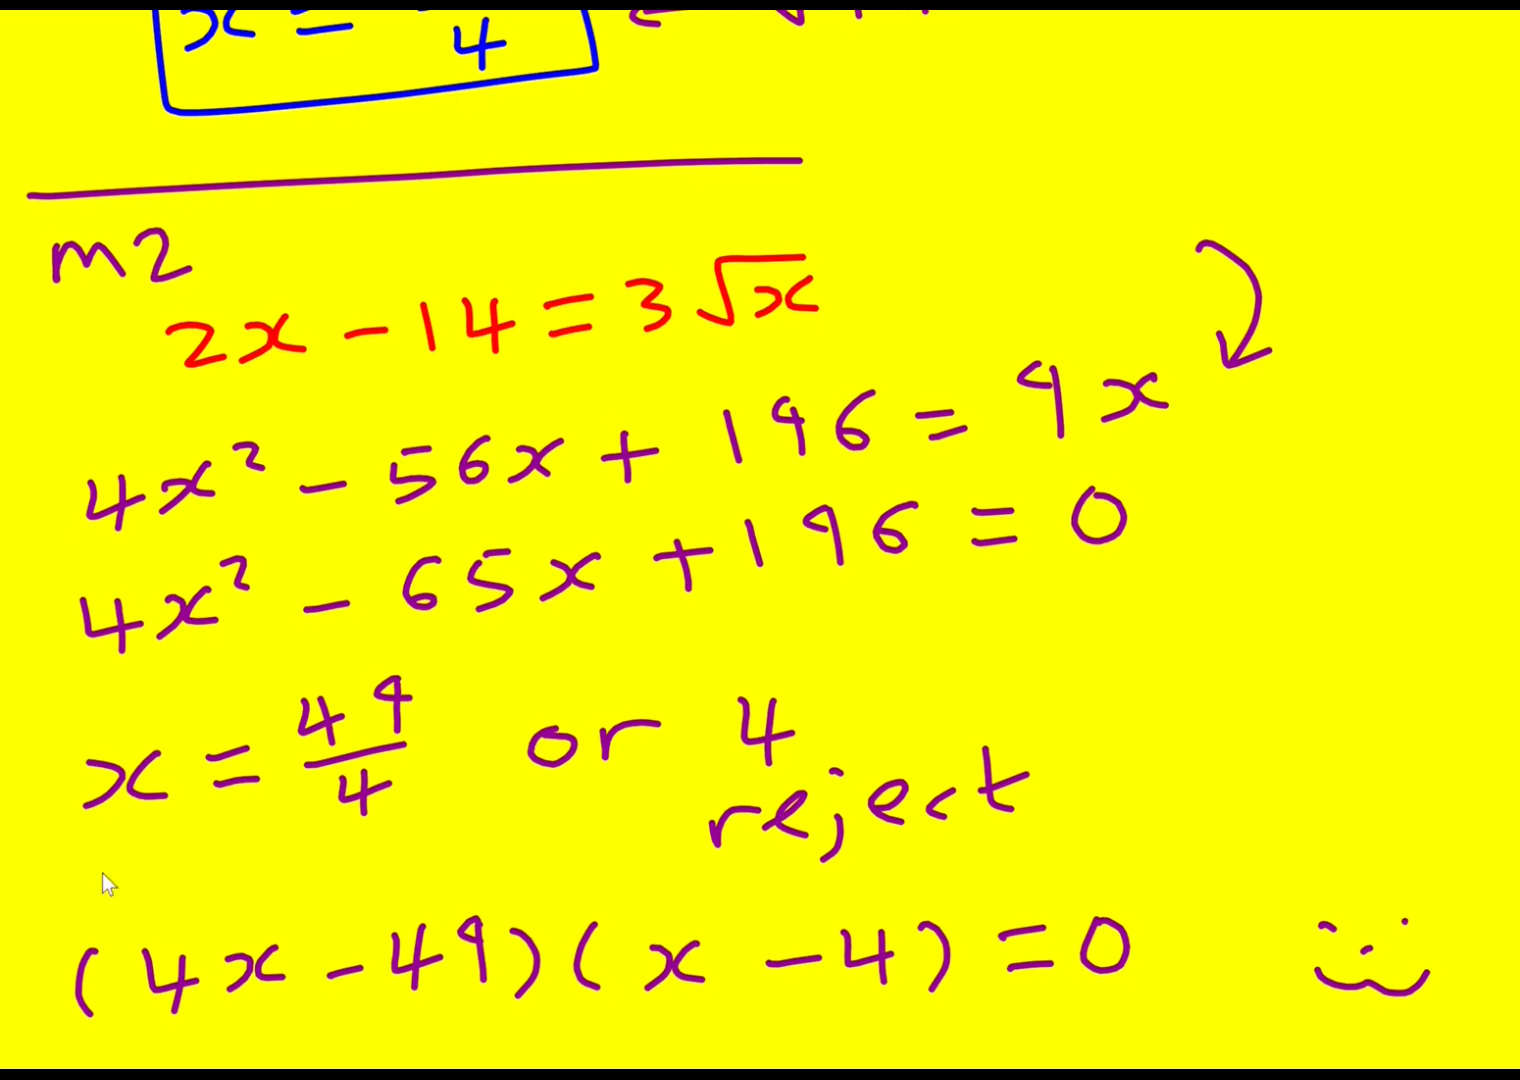 x = 4
m2
2x - 14 = 3√x
4x² - 56x + 196 = 9x
4x² - 65x + 196 = 0
x = 49/4 or 4
reject
(4x - 49)(x - 4) = 0